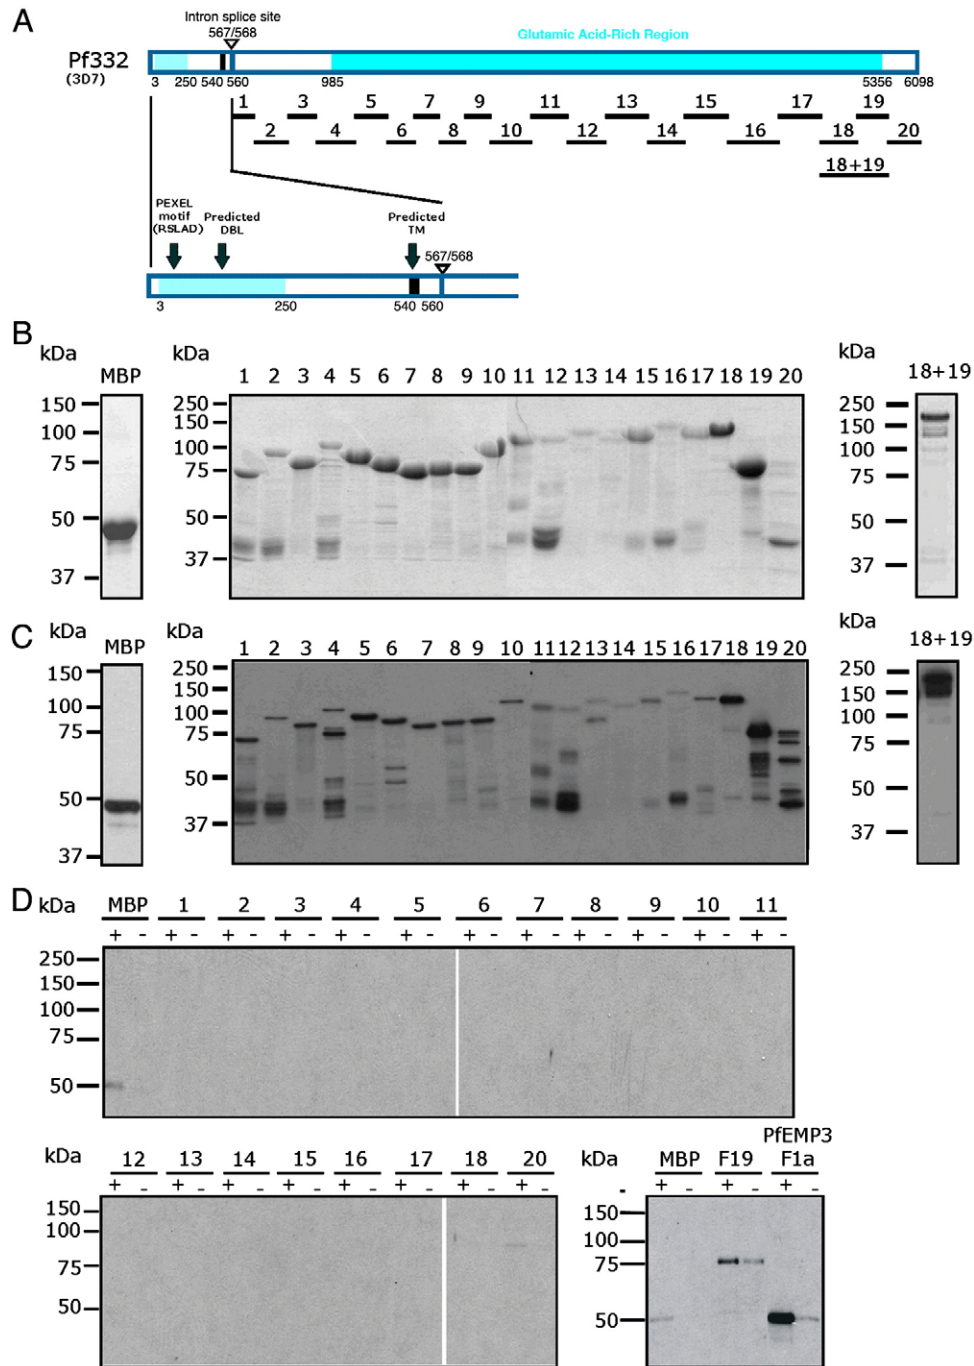 A
Intron splice site
567/568
Glutamic Acid-Rich Region
Pf332
(3D7)
3 250 540 560 985 5356 6098
1 3 5 7 9 11 13 15 17 19
2 4 6 8 10 12 14 16 18 20
18+19
PEXEL motif (RSLAD)
Predicted DBL
Predicted TM
567/568
3 250 540 560
B
kDa
MBP
150
100
75
50
37
kDa
1 2 3 4 5 6 7 8 9 10 11 12 13 14 15 16 17 18 19 20
250
150
100
75
50
37
kDa
18+19
250
150
100
75
50
37
C
kDa
MBP
150
100
75
50
37
kDa
1 2 3 4 5 6 7 8 9 10 11 12 13 14 15 16 17 18 19 20
250
150
100
75
50
37
kDa
18+19
250
150
100
75
50
37
D
kDa
MBP 1 2 3 4 5 6 7 8 9 10 11
+ - + - + - + - + - + - + - + - + - + - + - + -
250
150
100
75
50
kDa
12 13 14 15 16 17 18 20
+ - + - + - + - + - + - + - + -
150
100
75
50
PfEMP3
kDa
MBP F19 F1a
- + - + - + -
150
100
75
50